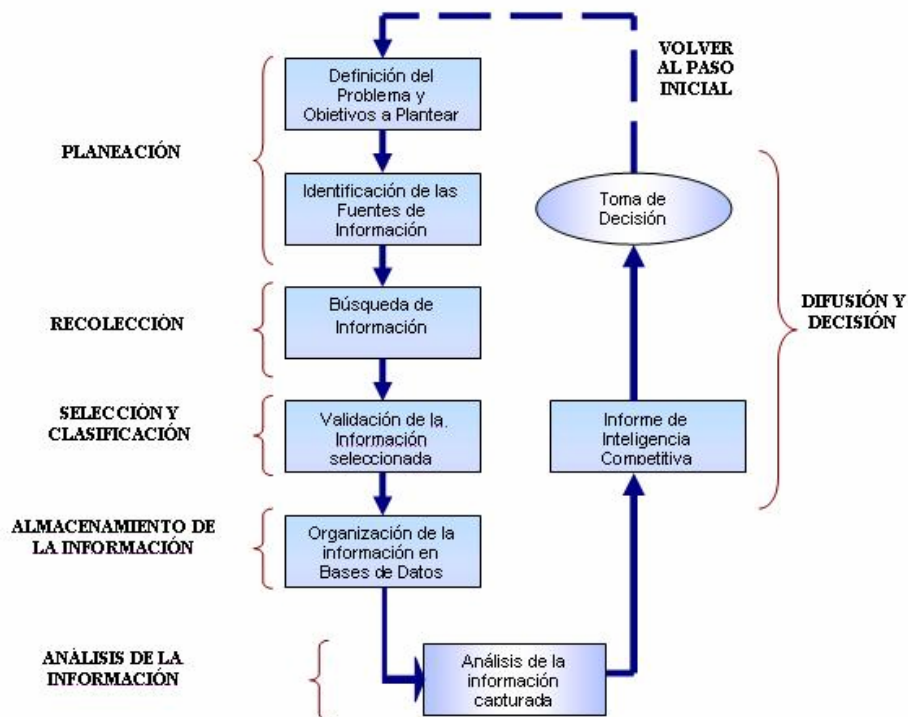 VOLVER
AL PASO
INICIAL
Definición del
Problema y
Objetivos a Plantear
PLANEACIÓN
Identificación de las
Fuentes de
Información
Toma de
Decisión
RECOLECCIÓN
Búsqueda de
Información
DIFUSIÓN Y
DECISIÓN
SELECCIÓN Y
CLASIFICACIÓN
Validación de la.
Información
seleccionada
Informe de
Inteligencia
Competitiva
ALMACENAMIENTO DE
LA INFORMACIÓN
Organización de la
información en
Bases de Datos
ANÀLISIS DE LA
INFORMACIÓN
Análisis de la
información
capturada